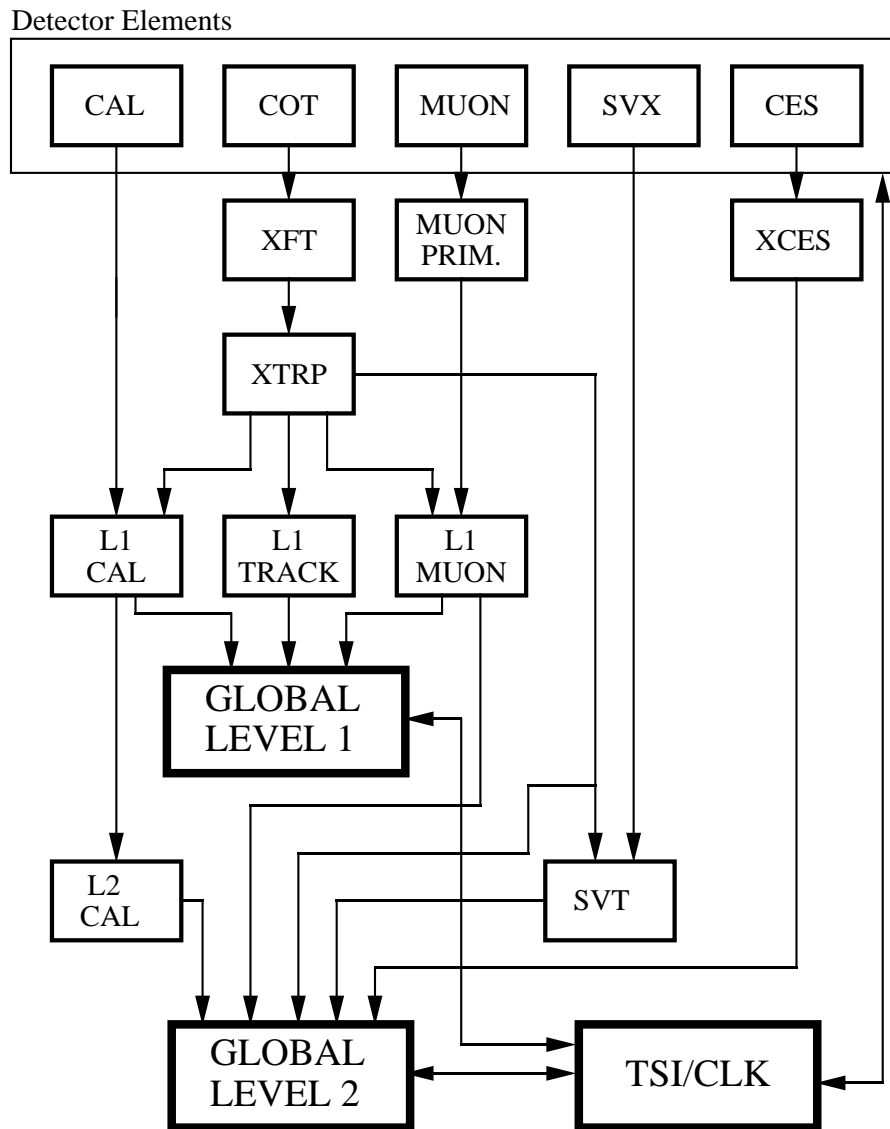 Detector Elements
CAL
COT
MUON
SVX
CES
XFT
MUON
PRIM.
XCES
XTRP
L1
CAL
L1
TRACK
L1
MUON
GLOBAL
LEVEL 1
L2
CAL
SVT
GLOBAL
LEVEL 2
TSI/CLK